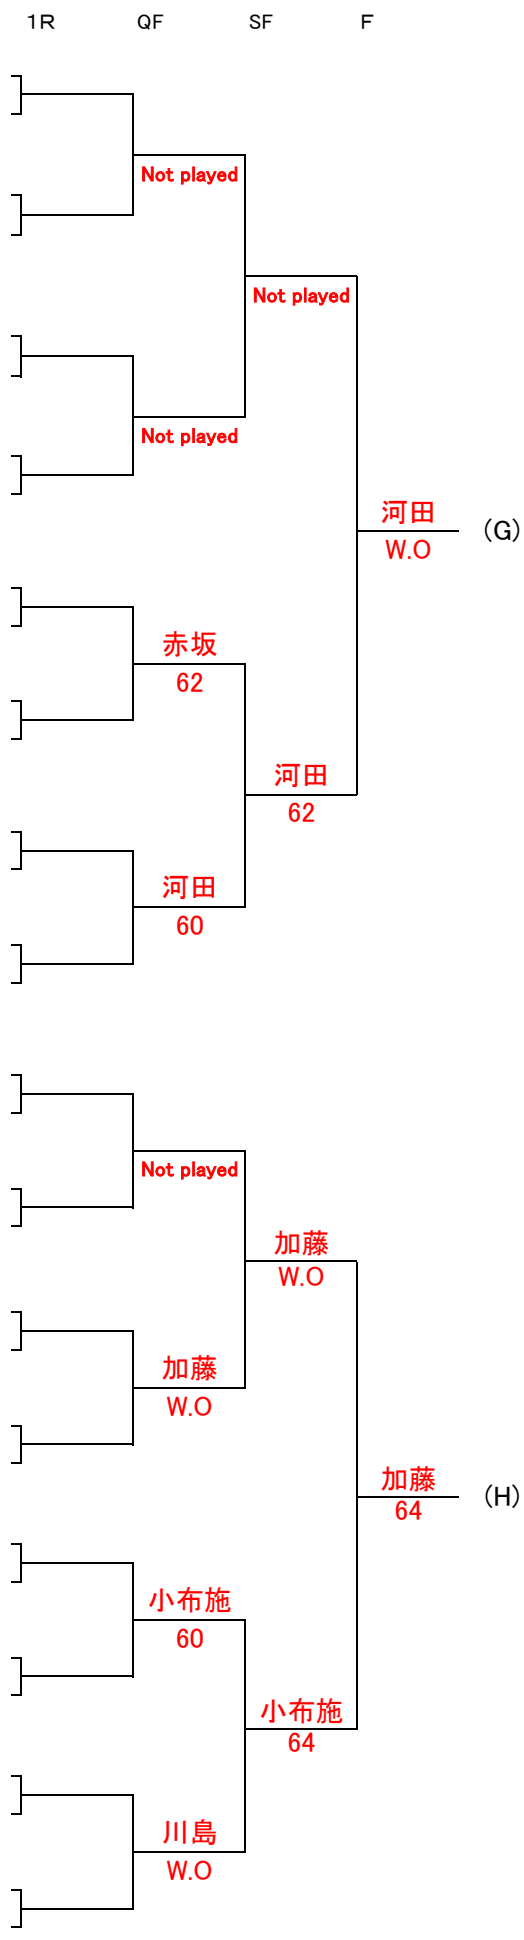 1R QF SF F
Not played
Not played
Not played
河田
W.O
(G)
赤坂
62
河田
62
河田
60
Not played
加藤
W.O
加藤
W.O
加藤
64
(H)
小布施
60
小布施
64
川島
W.O